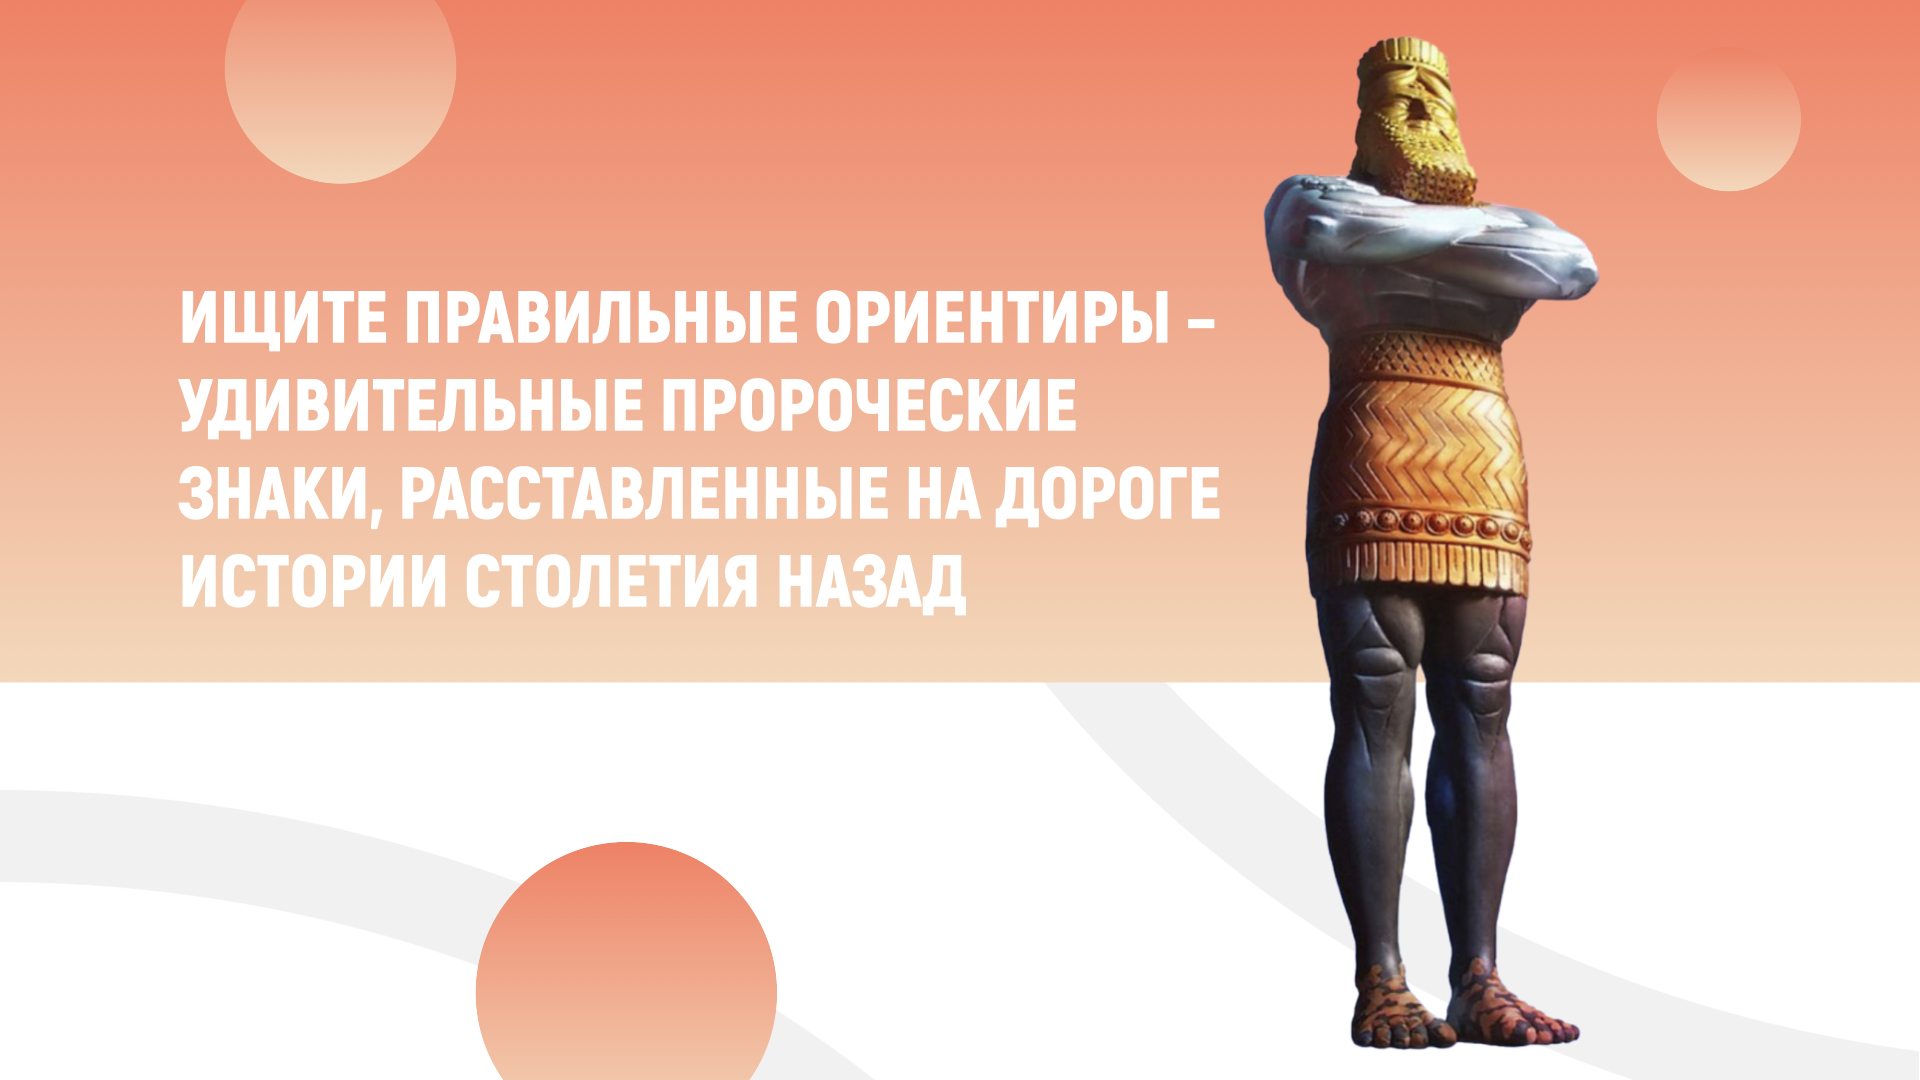 ИЩИТЕ ПРАВИЛЬНЫЕ ОРИЕНТИРЫ –
УДИВИТЕЛЬНЫЕ ПРОРОЧЕСКИЕ
ЗНАКИ, РАССТАВЛЕННЫЕ НА ДОРОГЕ
ИСТОРИИ СТОЛЕТИЯ НАЗАД